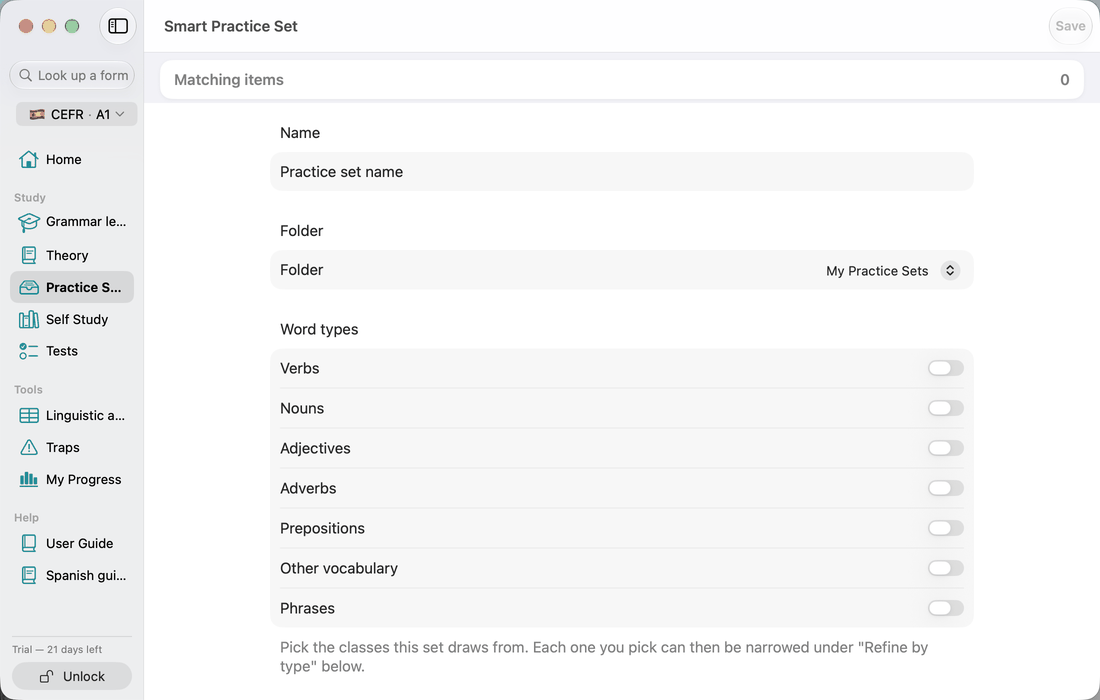 Smart Practice Set
Save
Look up a form
CEFR · A1
Home
Study
Grammar le...
Theory
Practice S...
Self Study
Tests
Tools
Linguistic a...
Traps
My Progress
Help
User Guide
Spanish gui...
Trial — 21 days left
Unlock
Matching items
0
Name
Practice set name
Folder
Folder
My Practice Sets
Word types
Verbs
Nouns
Adjectives
Adverbs
Prepositions
Other vocabulary
Phrases
Pick the classes this set draws from. Each one you pick can then be narrowed under "Refine by
type" below.